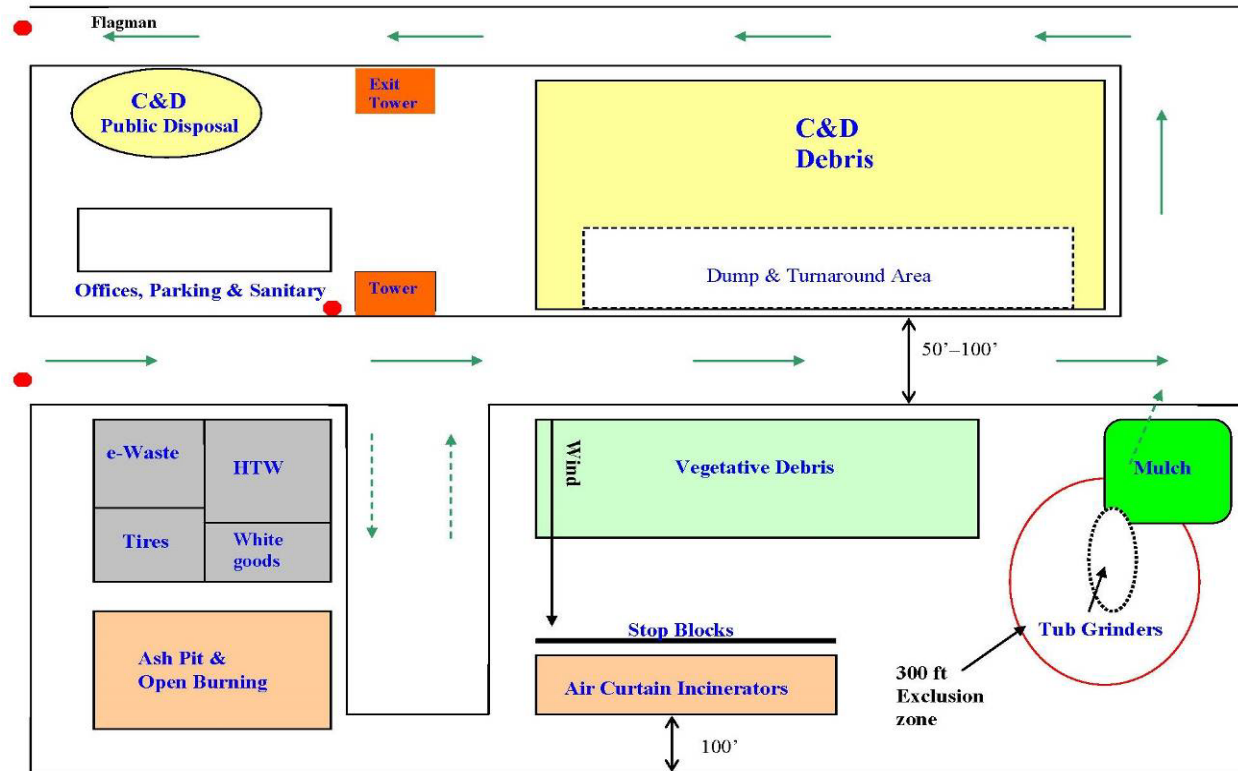 Flagman
C&D
Public Disposal
Exit
Tower
C&D
Debris
Dump & Turnaround Area
Offices, Parking & Sanitary
Tower
50’–100’
e-Waste
HTW
Tires
White
goods
Wind
Vegetative Debris
Mulch
Stop Blocks
Tub Grinders
Ash Pit &
Open Burning
Air Curtain Incinerators
300 ft
Exclusion
zone
100’